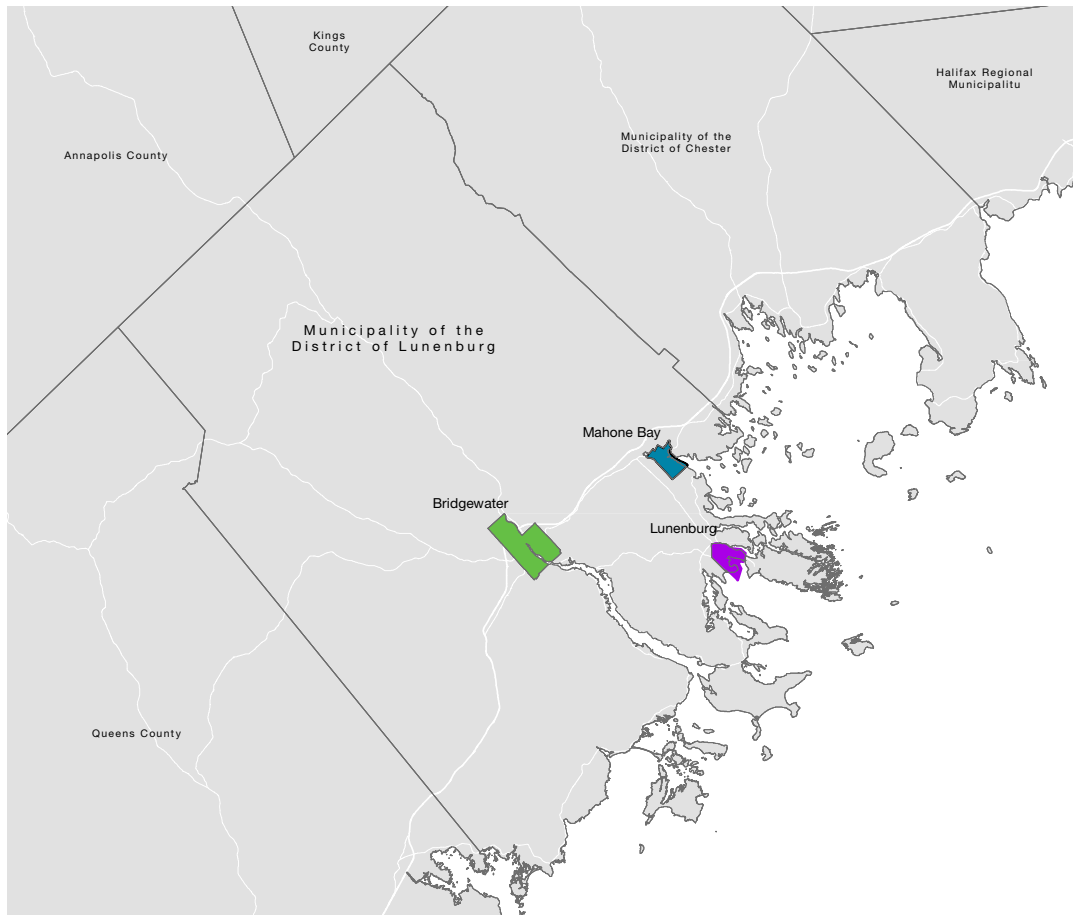 Kings
County
Halifax Regional
Municipalitu
Municipality of the
District of Chester
Annapolis County
Municipality of the
District of Lunenburg
Mahone Bay
Bridgewater
Lunenburg
Queens County